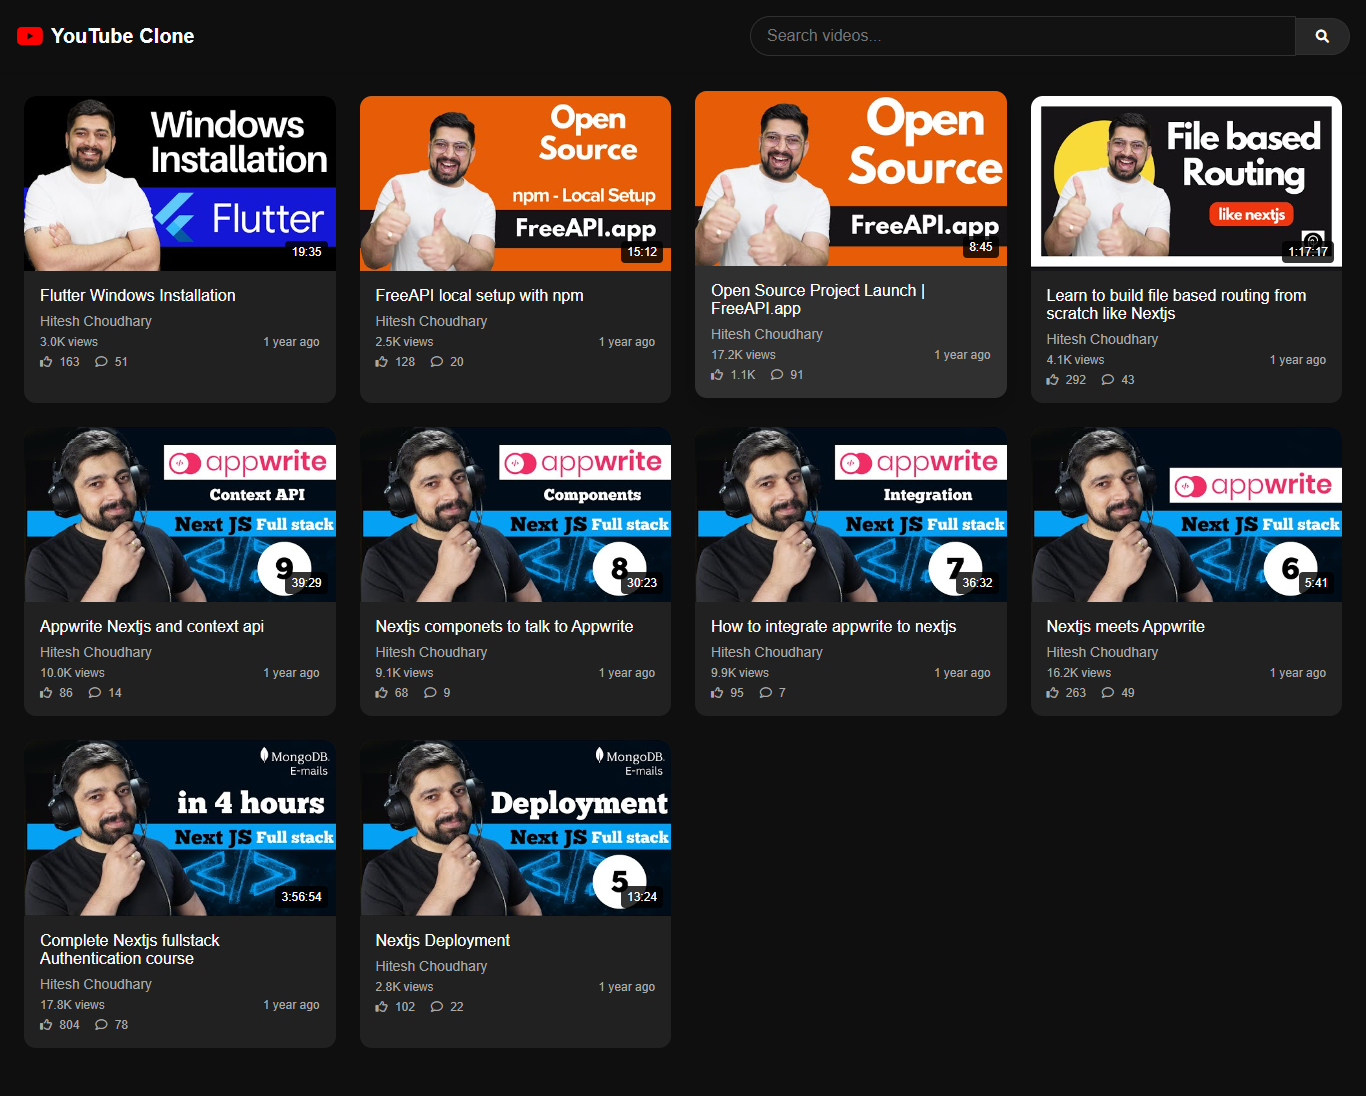 YouTube Clone
Search videos...
Windows
Installation
Flutter
19:35
Flutter Windows Installation
Hitesh Choudhary
3.0K views
1 year ago
163
51
Open
Source
npm - Local Setup
FreeAPI.app
15:12
FreeAPI local setup with npm
Hitesh Choudhary
2.5K views
1 year ago
128
20
Open
Source
FreeAPI.app
8:45
Open Source Project Launch |
FreeAPI.app
Hitesh Choudhary
17.2K views
1 year ago
1.1K
91
File based
Routing
like nextjs
1:17:17
Learn to build file based routing from
scratch like Nextjs
Hitesh Choudhary
4.1K views
1 year ago
292
43
appwrite
Context API
Next JS Full stack
9
39:29
Appwrite Nextjs and context api
Hitesh Choudhary
10.0K views
1 year ago
86
14
appwrite
Components
Next JS Full stack
8
30:23
Nextjs componets to talk to Appwrite
Hitesh Choudhary
9.1K views
1 year ago
68
9
appwrite
Integration
Next JS Full stack
7
36:32
How to integrate appwrite to nextjs
Hitesh Choudhary
9.9K views
1 year ago
95
7
appwrite
Next JS Full stack
6
5:41
Nextjs meets Appwrite
Hitesh Choudhary
16.2K views
1 year ago
263
49
MongoDB.
E-mails
in 4 hours
Next JS Full stack
3:56:54
Complete Nextjs fullstack
Authentication course
Hitesh Choudhary
17.8K views
1 year ago
804
78
MongoDB.
E-mails
Deployment
Next JS Full stack
5
13:24
Nextjs Deployment
Hitesh Choudhary
2.8K views
1 year ago
102
22